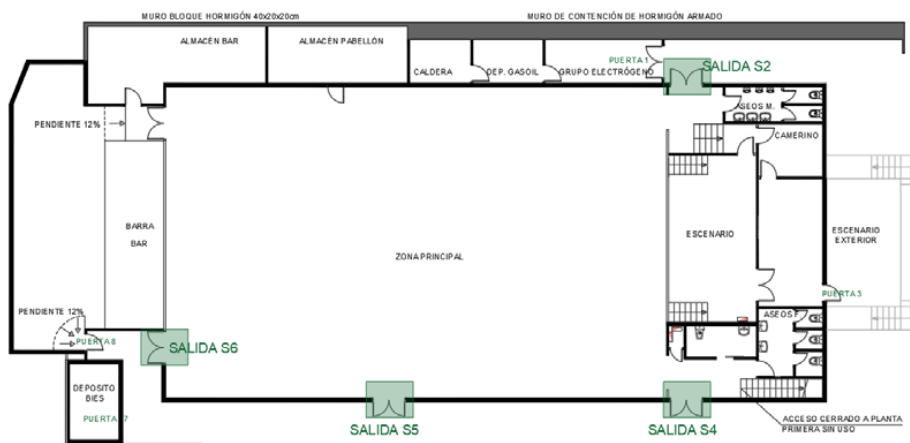 MURO BLOQUE HORMIGÓN 40x20x20cm
MURO DE CONTENCIÓN DE HORMIGÓN ARMADO
ALMACÉN BAR
ALMACÉN PABELLÓN
CALDERA
DEP. GASOIL
GRUPO ELECTRÓGENO
PUERTA 1
SALIDA S2
ASEOS M.
CAMERINO
PENDIENTE 12%
BARRA
BAR
ZONA PRINCIPAL
ESCENARIO
ESCENARIO
EXTERIOR
PUERTA 3
PENDIENTE 12%
PUERTA 8
SALIDA S6
ASEOS F.
DEPOSITO
BIES
PUERTA 7
SALIDA S5
SALIDA S4
ACCESO CERRADO A PLANTA
PRIMERA SIN USO